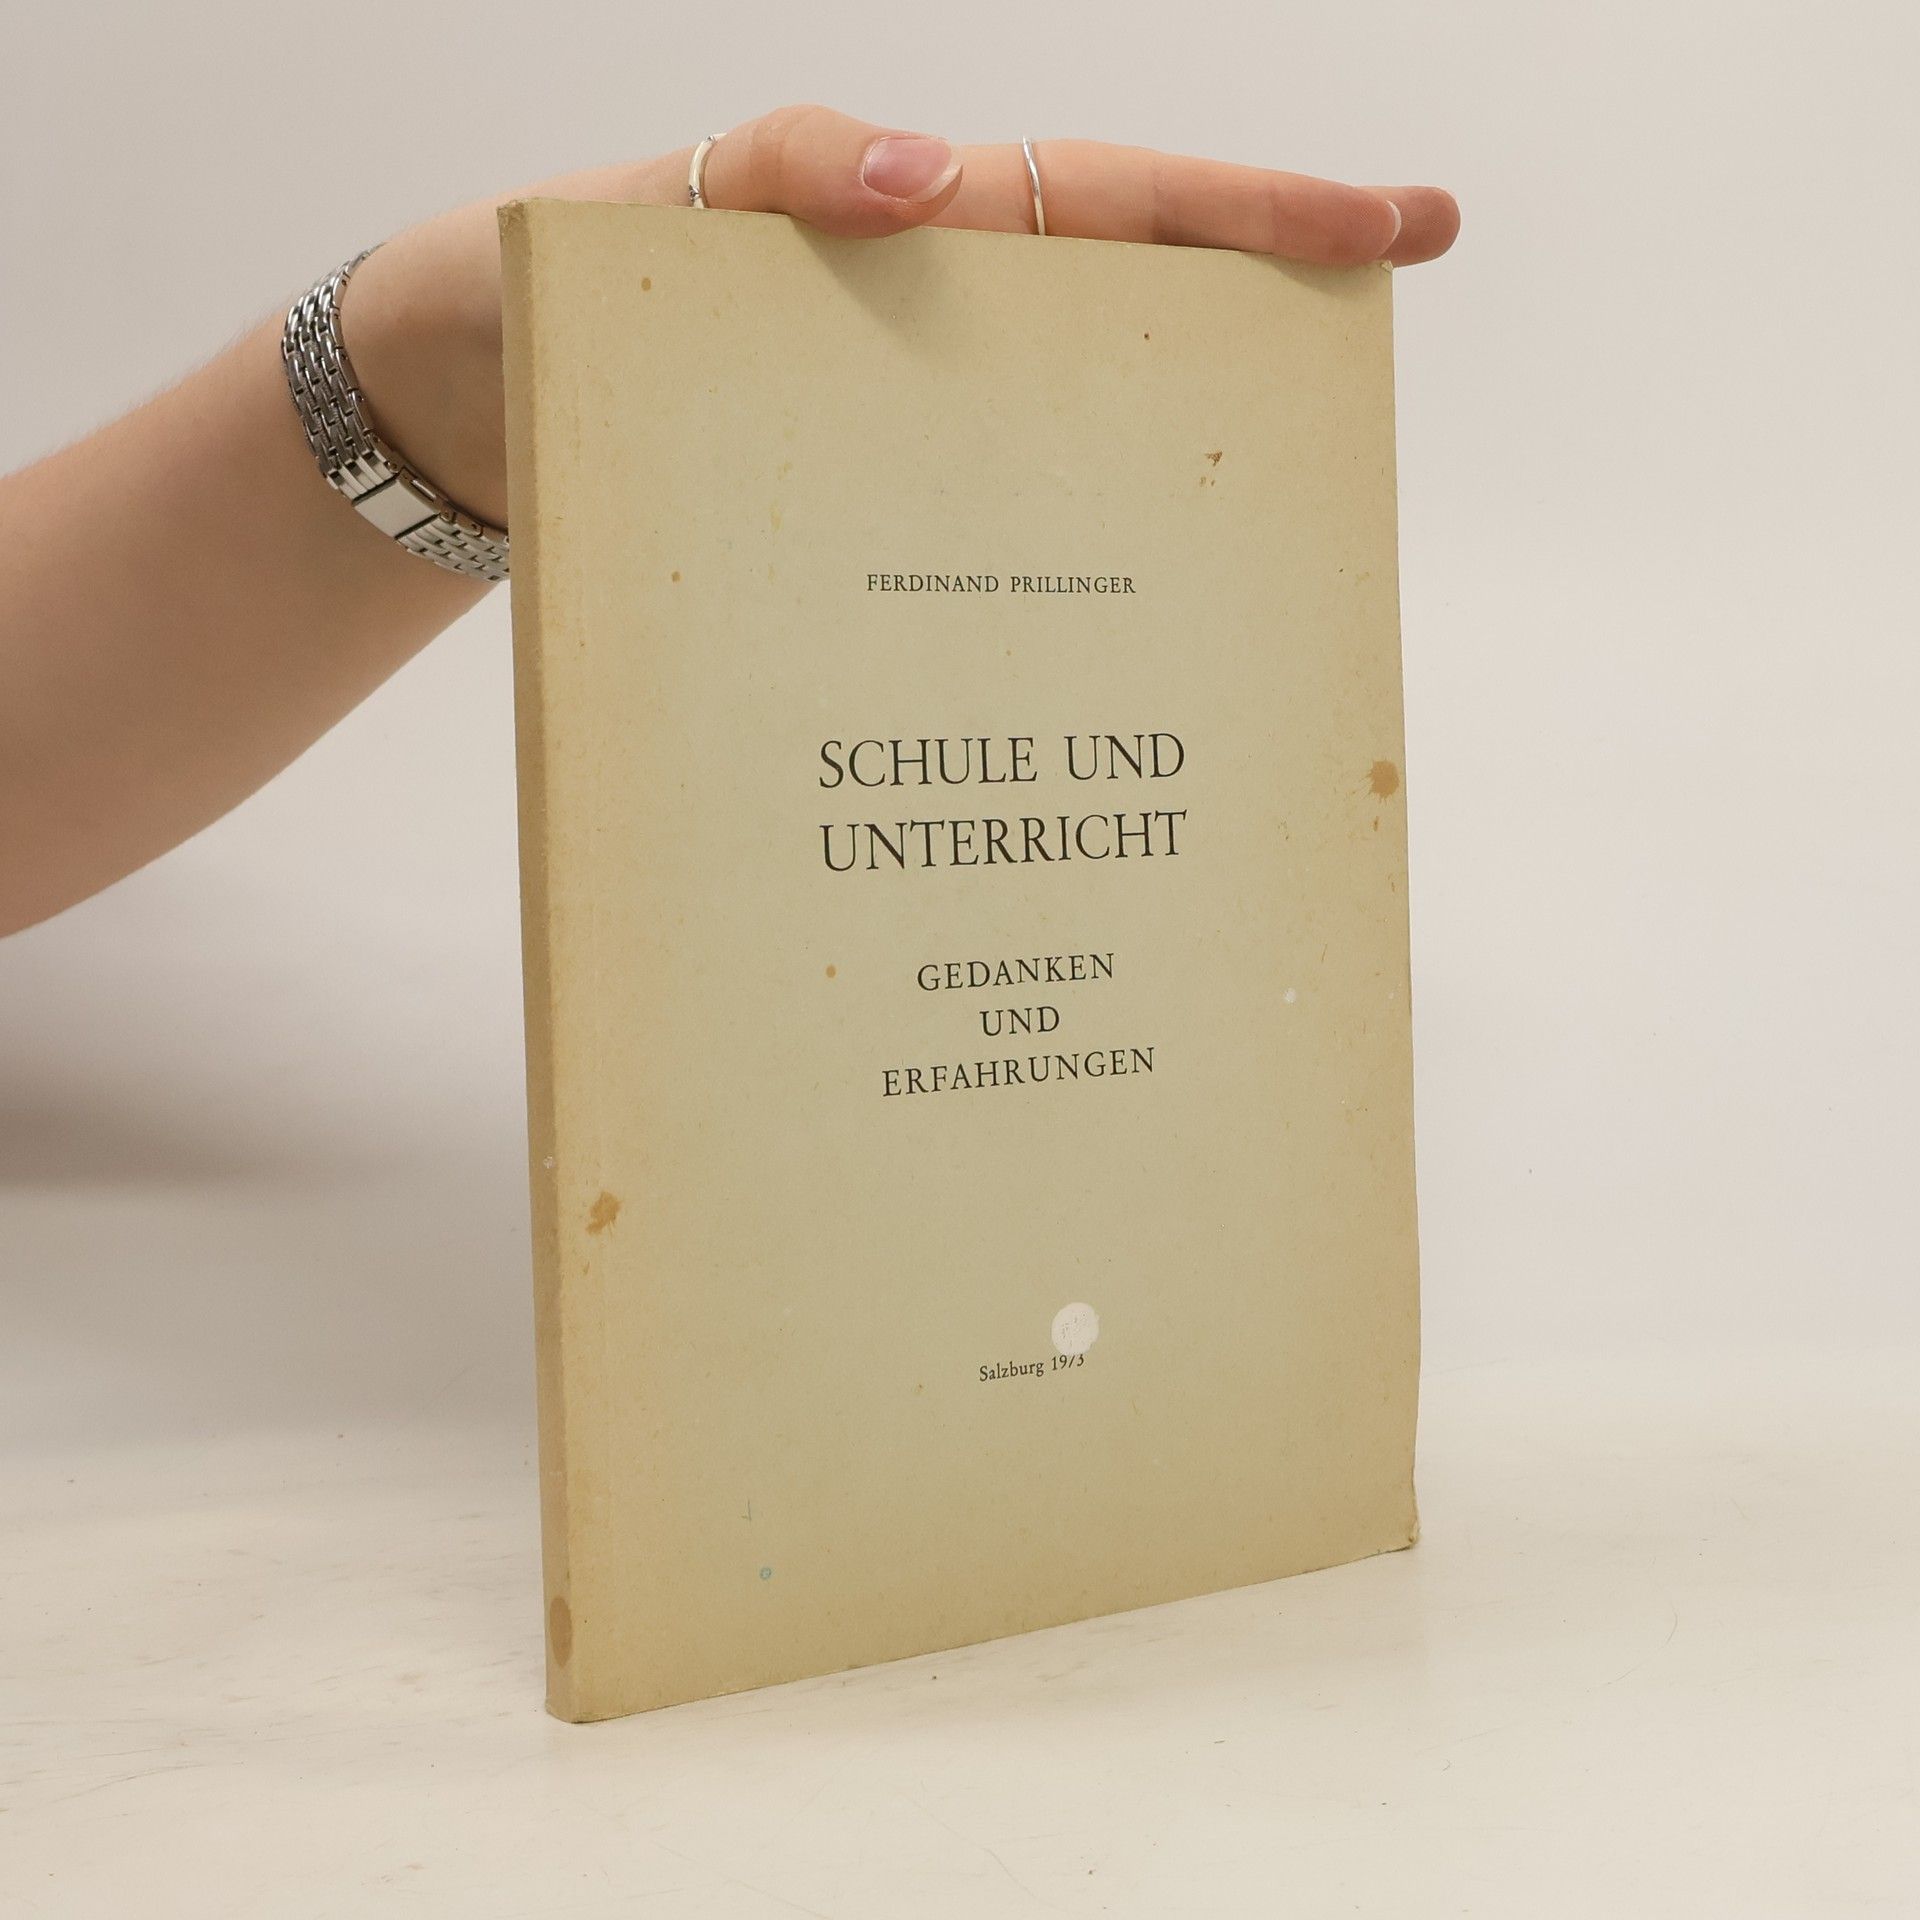 FERDINAND PRILLINGER
SCHULE UND
UNTERRICHT
GEDANKEN
UND
ERFAHRUNGEN
Salzburg 1973